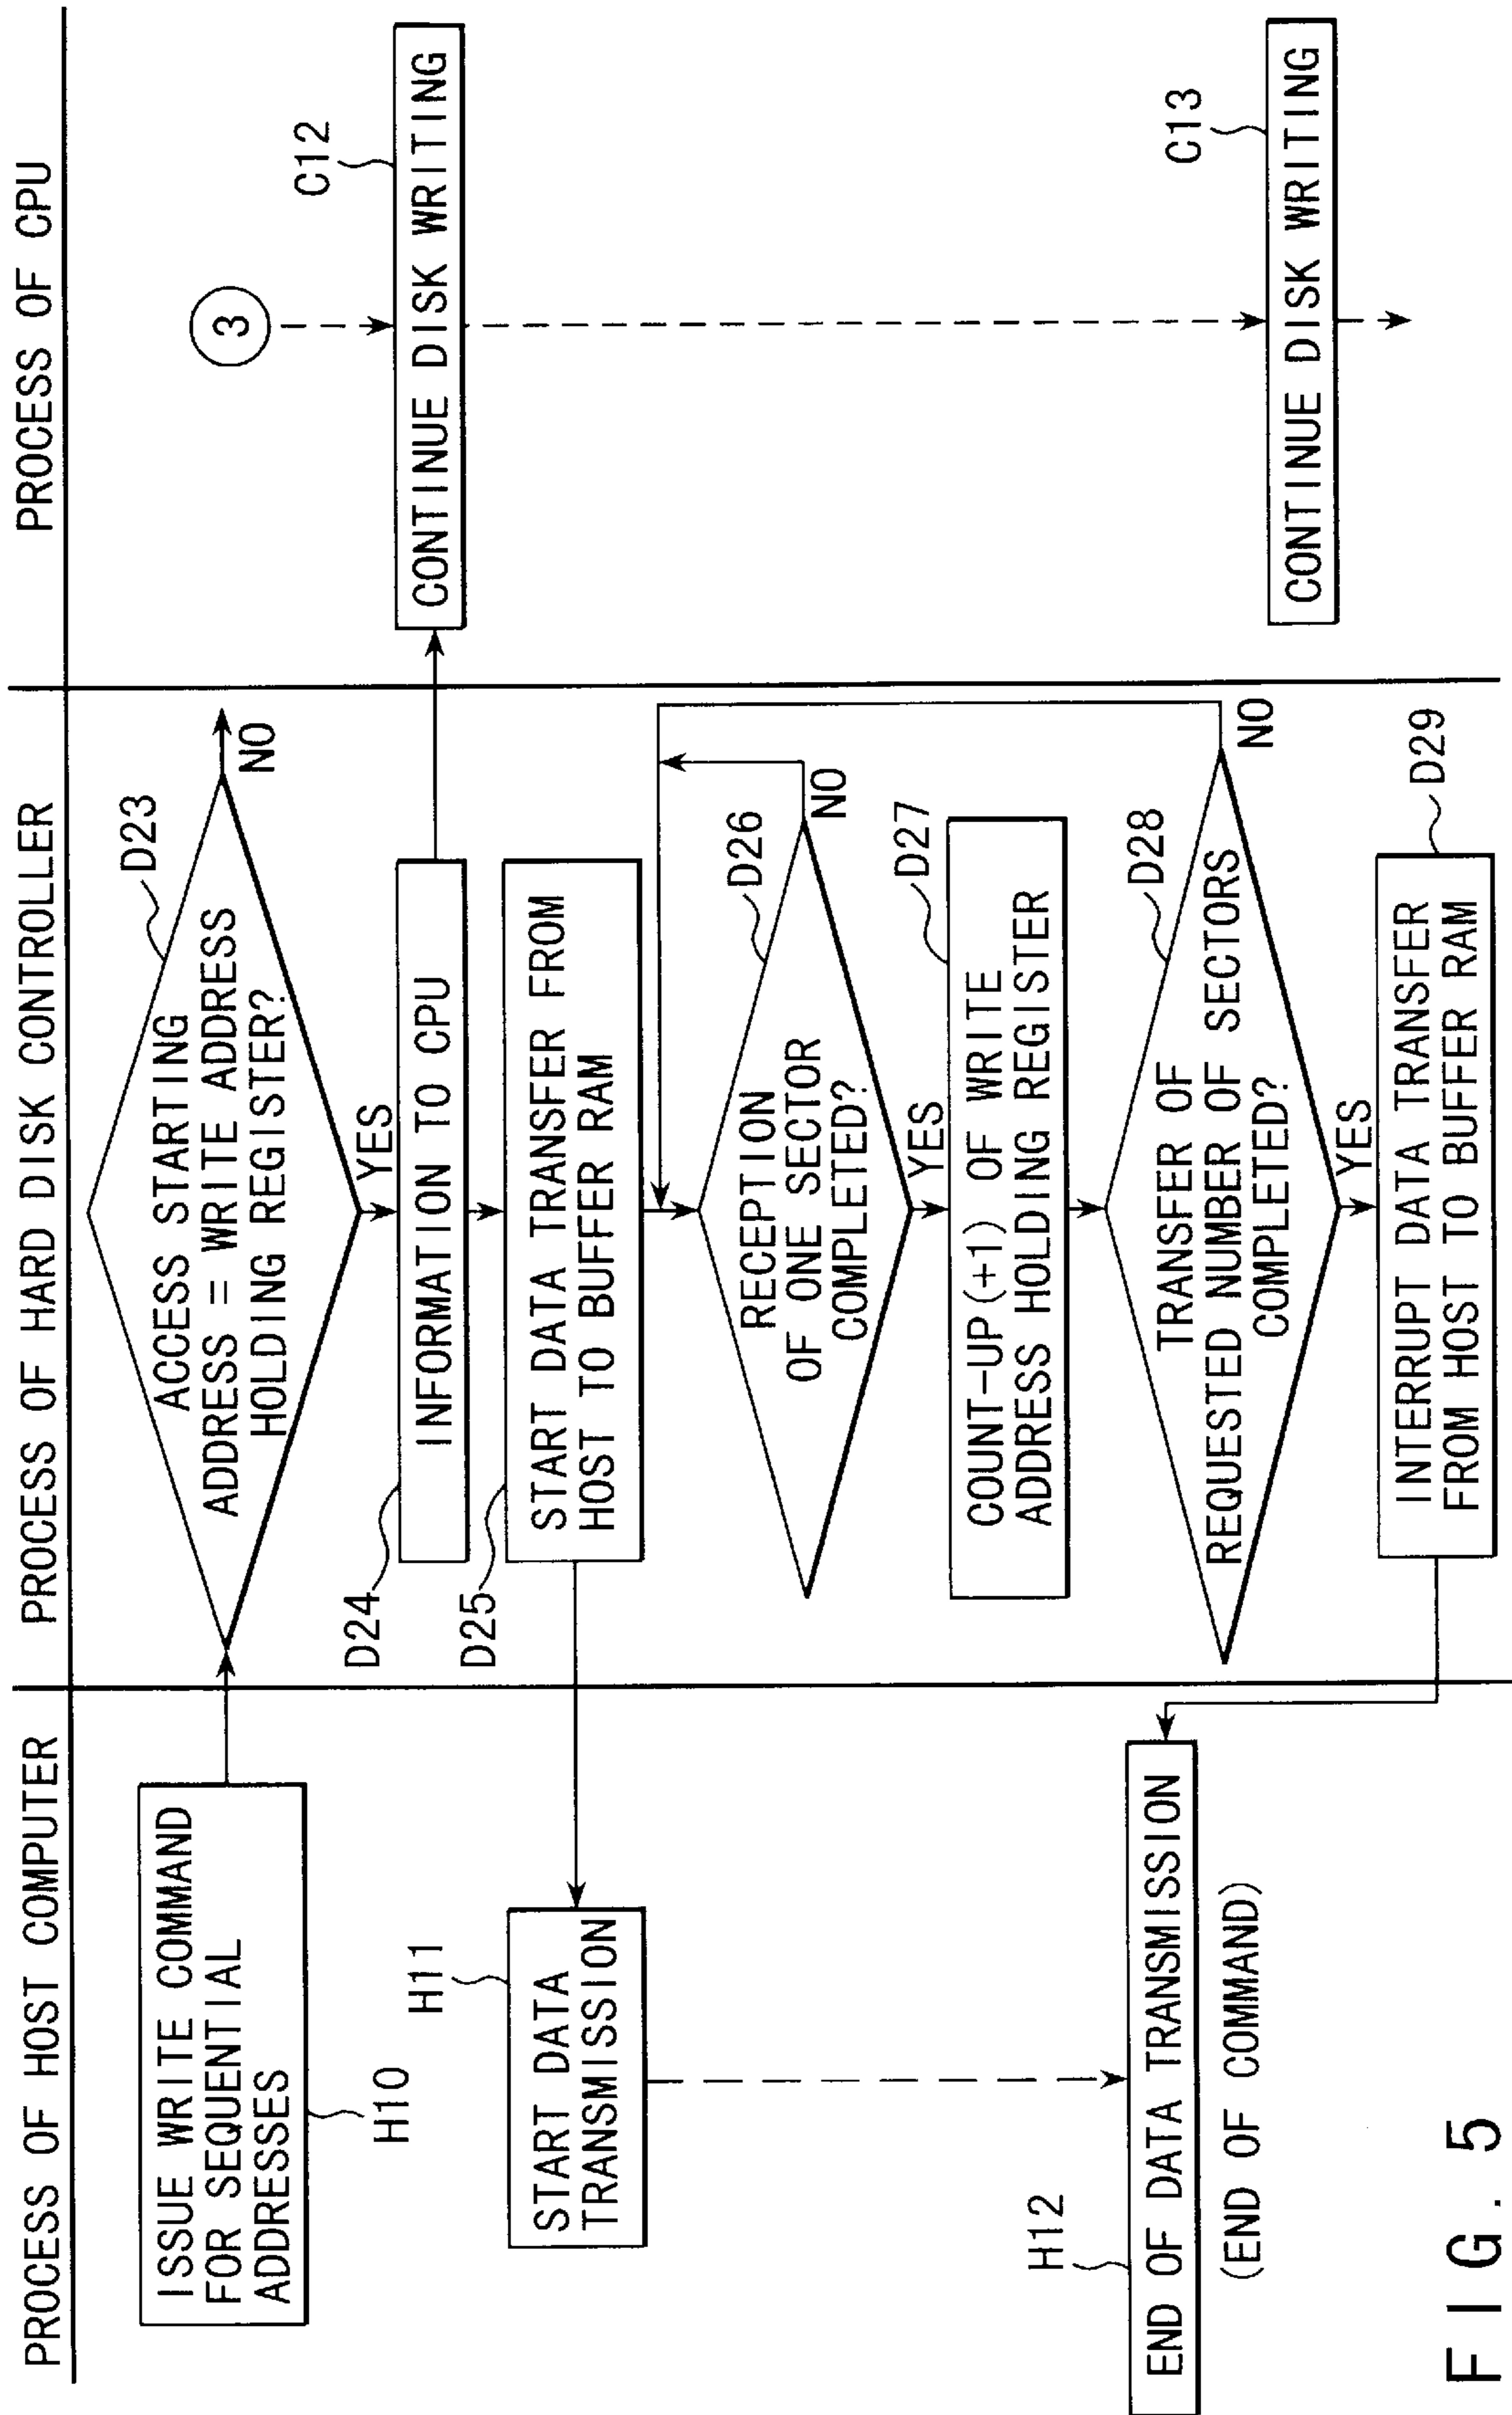 PROCESS OF HOST COMPUTER
PROCESS OF HARD DISK CONTROLLER
PROCESS OF CPU
ISSUE WRITE COMMAND
FOR SEQUENTIAL
ADDRESSES
H10
ACCESS STARTING
ADDRESS = WRITE ADDRESS
HOLDING REGISTER?
D23
NO
YES
3
D24
INFORMATION TO CPU
C12
CONTINUE DISK WRITING
D25
START DATA TRANSFER FROM
HOST TO BUFFER RAM
H11
START DATA
TRANSMISSION
RECEPTION
OF ONE SECTOR
COMPLETED?
D26
NO
YES
COUNT-UP(+1) OF WRITE
ADDRESS HOLDING REGISTER
D27
TRANSFER OF
REQUESTED NUMBER OF SECTORS
COMPLETED?
D28
NO
YES
H12
END OF DATA TRANSMISSION
(END OF COMMAND)
C13
CONTINUE DISK WRITING
INTERRUPT DATA TRANSFER
FROM HOST TO BUFFER RAM
D29
FIG. 5